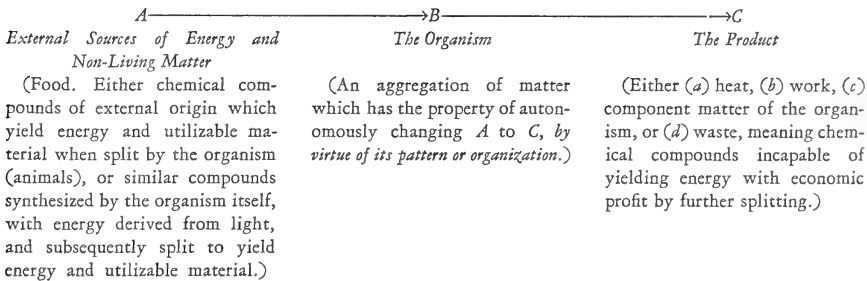 A → B → C
External Sources of Energy and
Non-Living Matter
The Organism
The Product
(Food. Either chemical com-
pounds of external origin which
yield energy and utilizable ma-
terial when split by the organism
(animals), or similar compounds
synthesized by the organism itself,
with energy derived from light,
and subsequently split to yield
energy and utilizable material.)
(An aggregation of matter
which has the property of auton-
omously changing A to C, by
virtue of its pattern or organization.)
(Either (a) heat, (b) work, (c)
component matter of the organ-
ism, or (d) waste, meaning chem-
ical compounds incapable of
yielding energy with economic
profit by further splitting.)